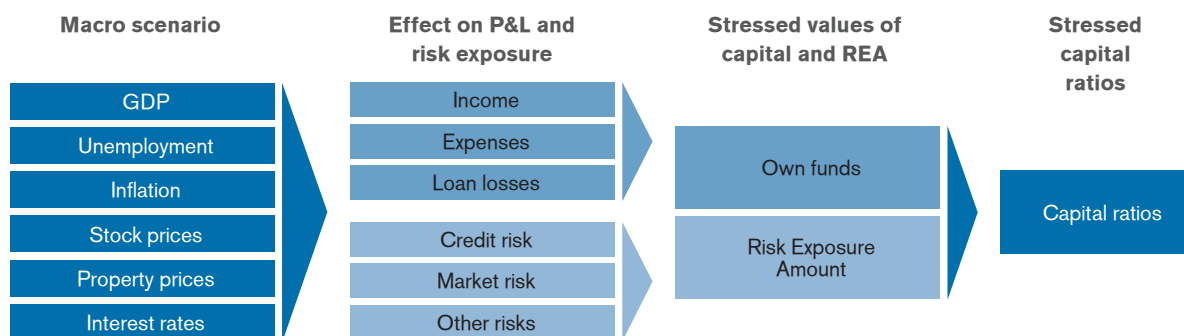 Macro scenario
Effect on P&L and
risk exposure
Stressed values of
capital and REA
Stressed
capital
ratios
GDP
Unemployment
Inflation
Stock prices
Property prices
Interest rates
Income
Expenses
Loan losses
Credit risk
Market risk
Other risks
Own funds
Risk Exposure
Amount
Capital ratios